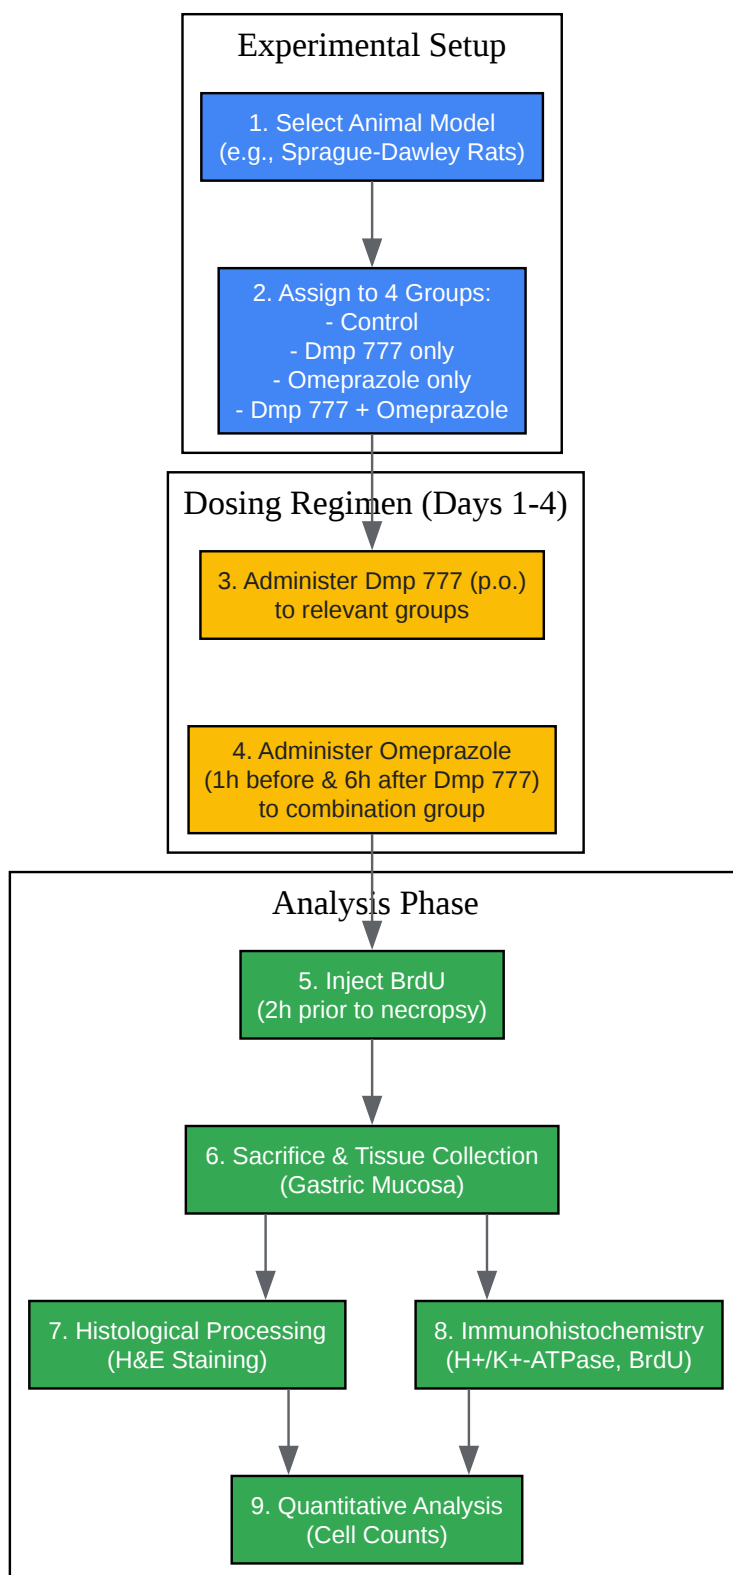 Experimental Setup
1. Select Animal Model
(e.g., Sprague-Dawley Rats)
2. Assign to 4 Groups:
- Control
- Dmp 777 only
- Omeprazole only
- Dmp 777 + Omeprazole
Dosing Regimen (Days 1-4)
3. Administer Dmp 777 (p.o.)
to relevant groups
4. Administer Omeprazole
(1h before & 6h after Dmp 777)
to combination group
Analysis Phase
5. Inject BrdU
(2h prior to necropsy)
6. Sacrifice & Tissue Collection
(Gastric Mucosa)
7. Histological Processing
(H&E Staining)
8. Immunohistochemistry
(H+/K+-ATPase, BrdU)
9. Quantitative Analysis
(Cell Counts)